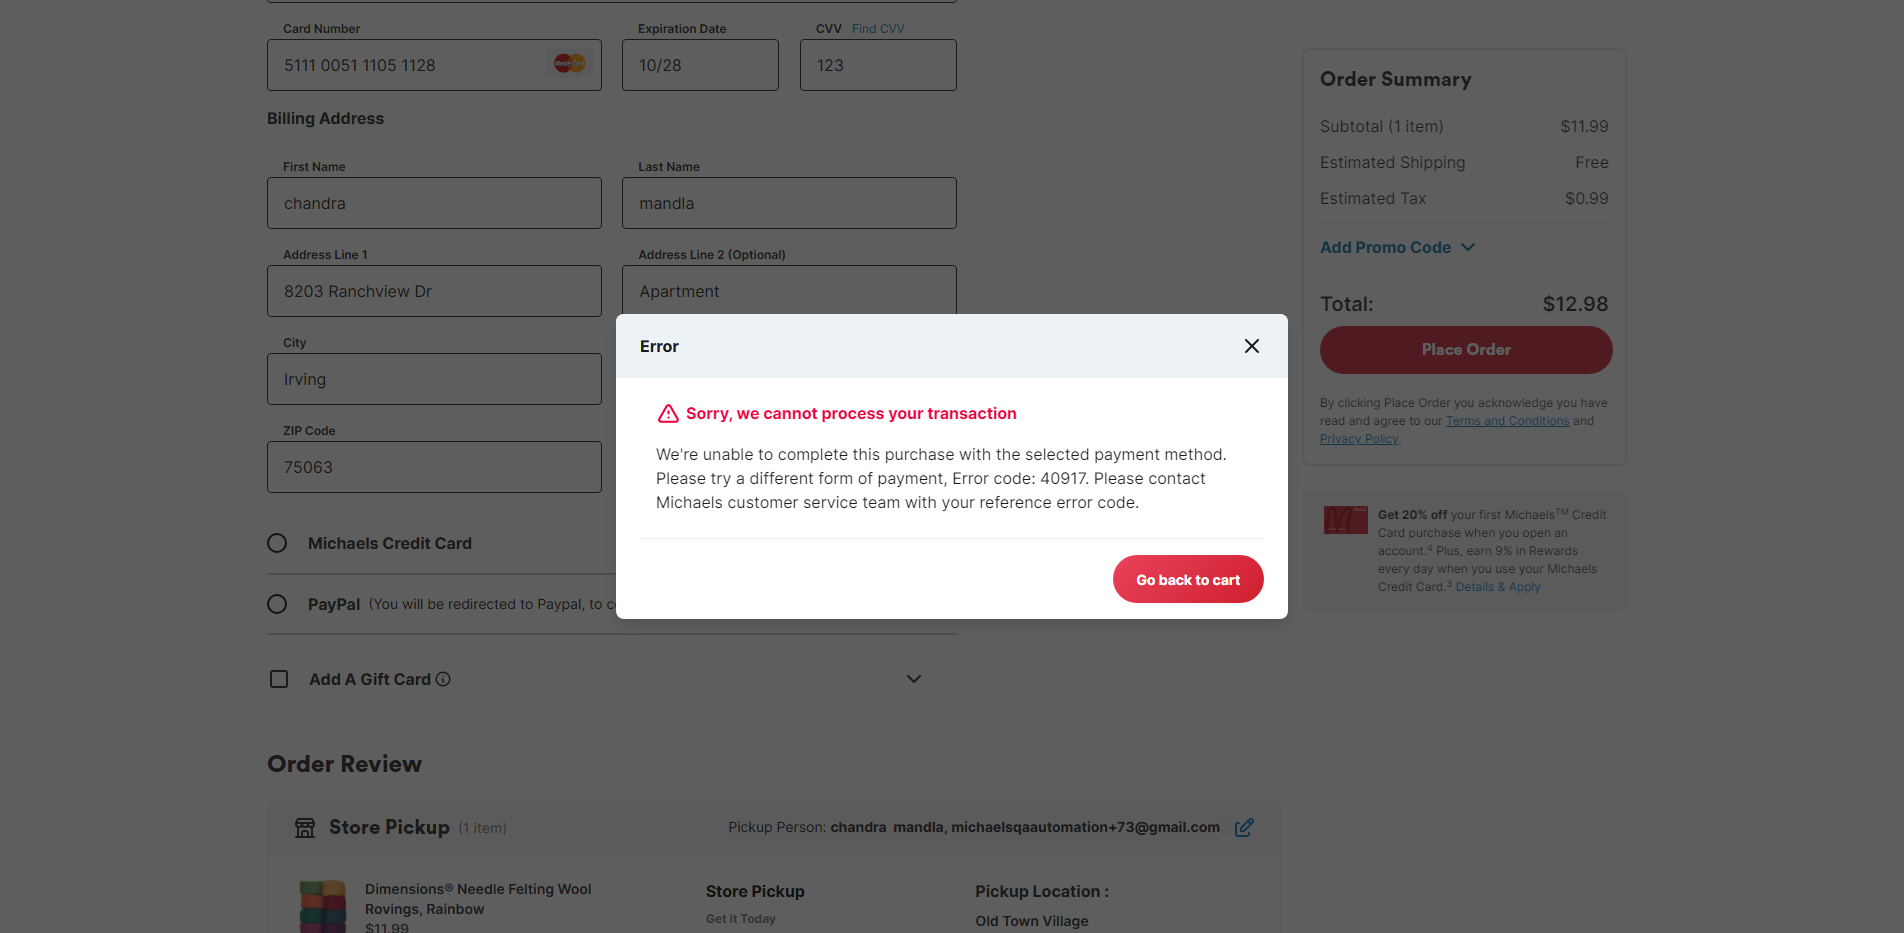 Card Number
Expiration Date
CVV Find CVV
5111 0051 1105 1128
MasterCard
10/28
123
Billing Address
First Name
Last Name
chandra
mandla
Address Line 1
Address Line 2 (Optional)
8203 Ranchview Dr
Apartment
City
Irving
ZIP Code
75063
Michaels Credit Card
PayPal (You will be redirected to Paypal, to c
Add A Gift Card
Order Summary
Subtotal (1 item) $11.99
Estimated Shipping Free
Estimated Tax $0.99
Add Promo Code
Total: $12.98
Place Order
By clicking Place Order you acknowledge you have
read and agree to our Terms and Conditions and
Privacy Policy.
Get 20% off your first Michaels™ Credit
Card purchase when you open an
account.⁴ Plus, earn 9% in Rewards
every day when you use your Michaels
Credit Card.³ Details & Apply
Error
Sorry, we cannot process your transaction
We're unable to complete this purchase with the selected payment method.
Please try a different form of payment, Error code: 40917. Please contact
Michaels customer service team with your reference error code.
Go back to cart
Order Review
Store Pickup (1 item)
Pickup Person: chandra mandla, michaelsqaautomation+73@gmail.com
Dimensions® Needle Felting Wool
Rovings, Rainbow
$11.99
Store Pickup
Get it Today
Pickup Location :
Old Town Village